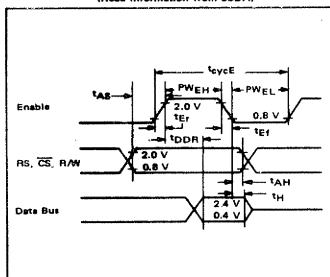 (Read Information from SSDA)
tcycE
tAS
PWEH
PWEL
2.0 V
Enable
0.8 V
tEr
tEf
tDDR
RS, CS, R/W
2.0 V
0.8 V
tAH
tH
Data Bus
2.4 V
0.4 V